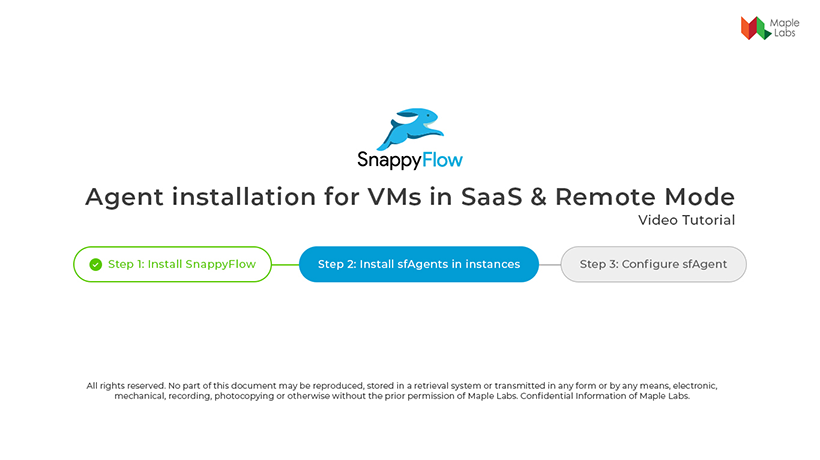 Maple
Labs
SnappyFlow
Agent installation for VMs in SaaS & Remote Mode
Video Tutorial
Step 1: Install SnappyFlow
Step 2: Install sfAgents in instances
Step 3: Configure sfAgent
All rights reserved. No part of this document may be reproduced, stored in a retrieval system or transmitted in any form or by any means, electronic,
mechanical, recording, photocopying or otherwise without the prior permission of Maple Labs. Confidential Information of Maple Labs.